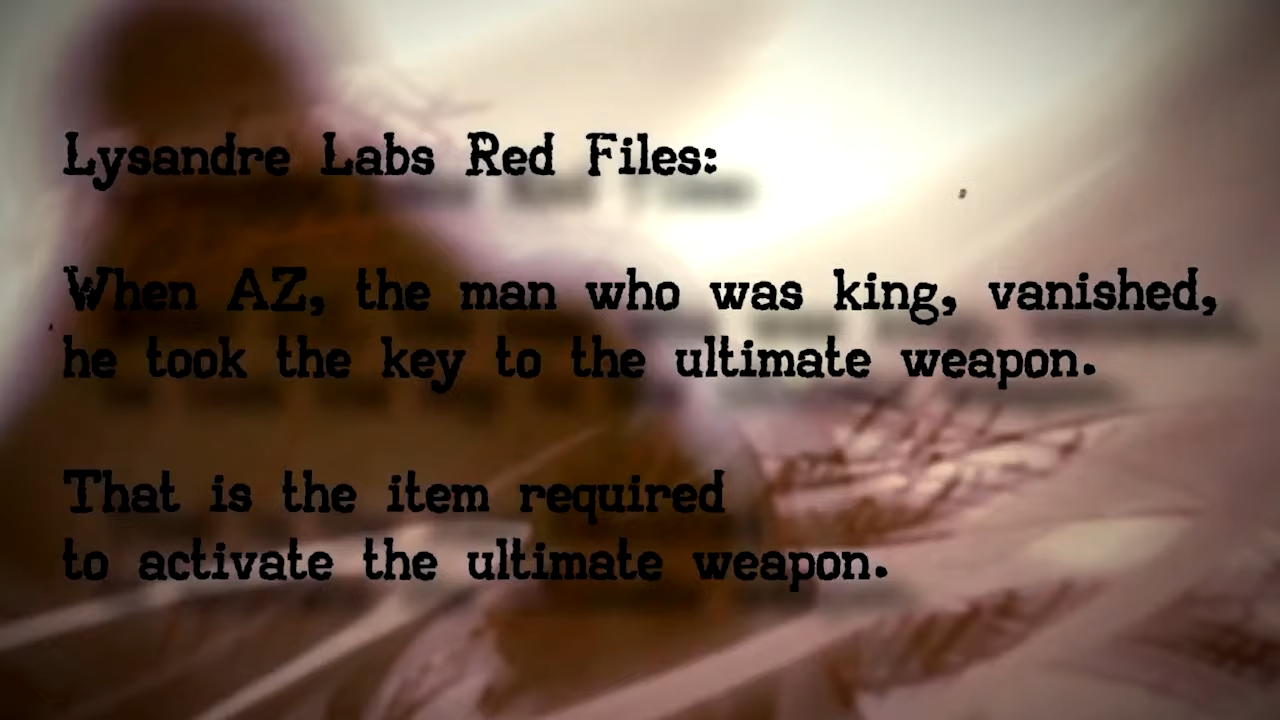 Lysandre Labs Red Files:
When AZ, the man who was king, vanished,
he took the key to the ultimate weapon.
That is the item required
to activate the ultimate weapon.